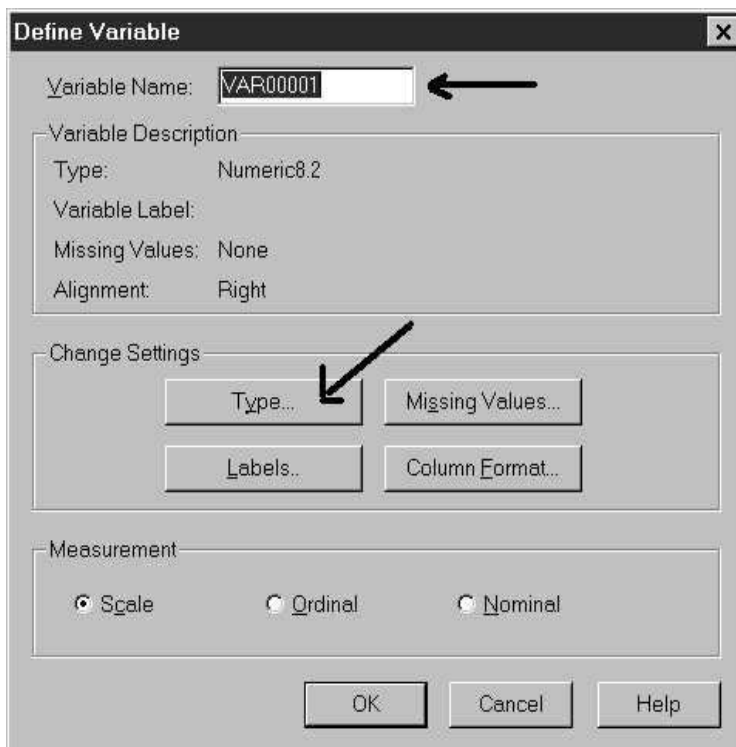 Define Variable
Variable Name: VAR00001
Variable Description
Type: Numeric8.2
Variable Label:
Missing Values: None
Alignment: Right
Change Settings
Type... Missing Values...
Labels.. Column Format...
Measurement
Scale Ordinal Nominal
OK Cancel Help